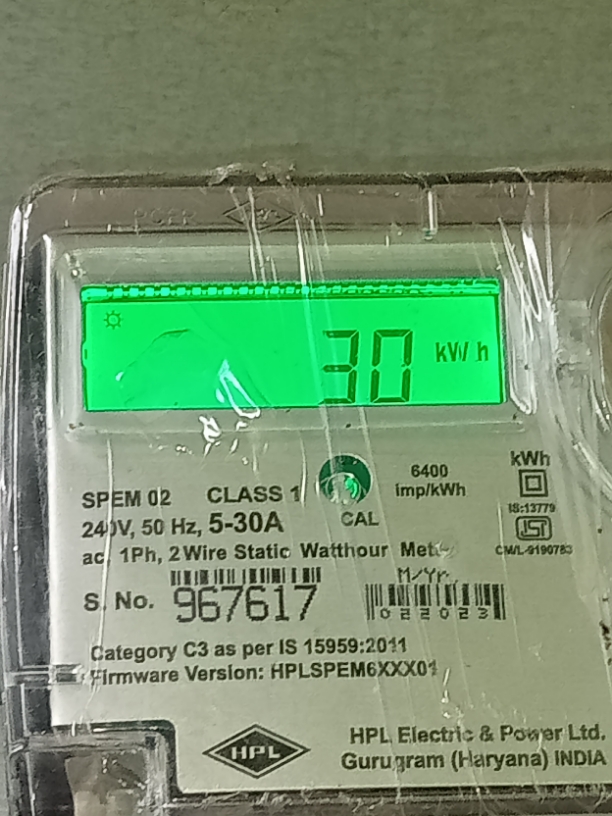 30 kWh
6400
imp/kWh
kWh
SPEM 02 CLASS 1
CAL
IS:13779
240V, 50 Hz, 5-30A
CM/L-9190783
ac, 1Ph, 2 Wire Static Watthour
M/Yr.
S. No. 967617
022023
Category C3 as per IS 15959:2011
Firmware Version: HPLSPEM6XXX01
HPL
HPL Electric & Power Ltd.
Gurugram (Haryana) INDIA